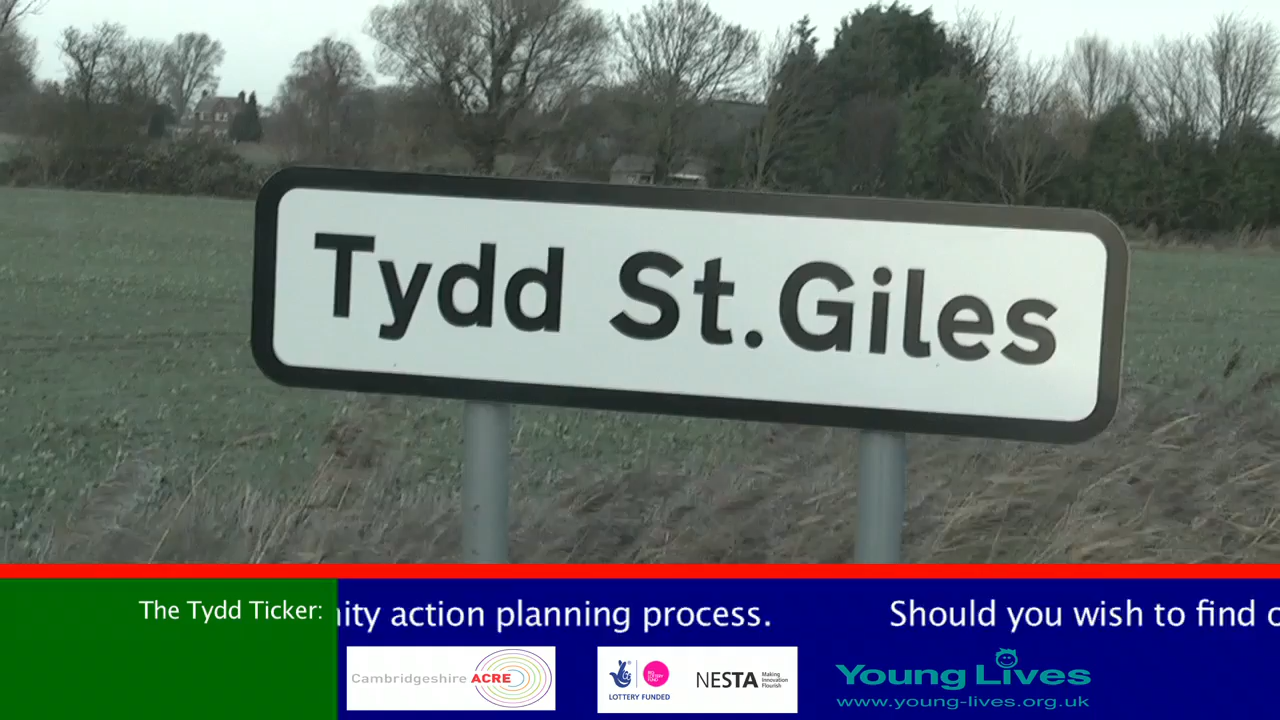 Tydd St.Giles
The Tydd Ticker:
ity action planning process. Should you wish to find
Cambridgeshire ACRE
LOTTERY FUNDED
NESTA Making Innovation Flourish
Young Lives
www.young-lives.org.uk